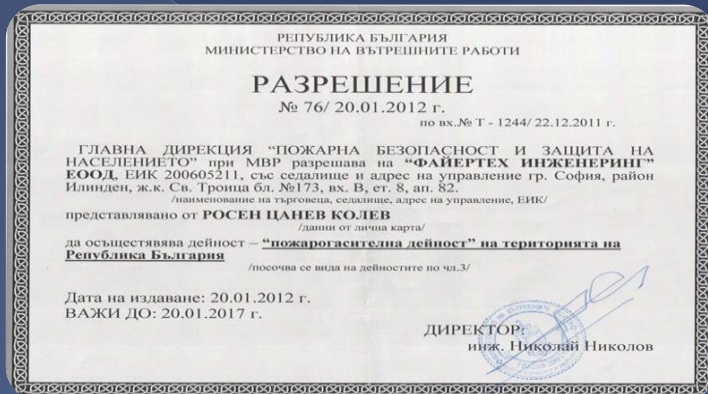 РЕПУБЛИКА БЪЛГАРИЯ
МИНИСТЕРСТВО НА ВЪТРЕШНИТЕ РАБОТИ
РАЗРЕШЕНИЕ
№ 76/ 20.01.2012 г.
по вх.№ Т - 1244/ 22.12.2011 г.
ГЛАВНА ДИРЕКЦИЯ “ПОЖАРНА БЕЗОПАСНОСТ И ЗАЩИТА НА
НАСЕЛЕНИЕТО” при МВР разрешава на “ФАЙЕРТЕХ ИНЖЕНЕРИНГ”
ЕООД, ЕИК 200605211, със седалище и адрес на управление гр. София, район
Илинден, ж.к. Св. Троица бл. №173, вх. В, ет. 8, ап. 82.
/наименование на търговеца, седалище, адрес на управление, ЕИК/
представлявано от РОСЕН ЦАНЕВ КОЛЕВ
/данни от лична карта/
да осъществява дейност – “пожарогасителна дейност” на територията на
Република България
/посочва се вида на дейностите по чл.3/
Дата на издаване: 20.01.2012 г.
ВАЖИ ДО: 20.01.2017 г.
ДИРЕКТОР:
инж. Николай Николов